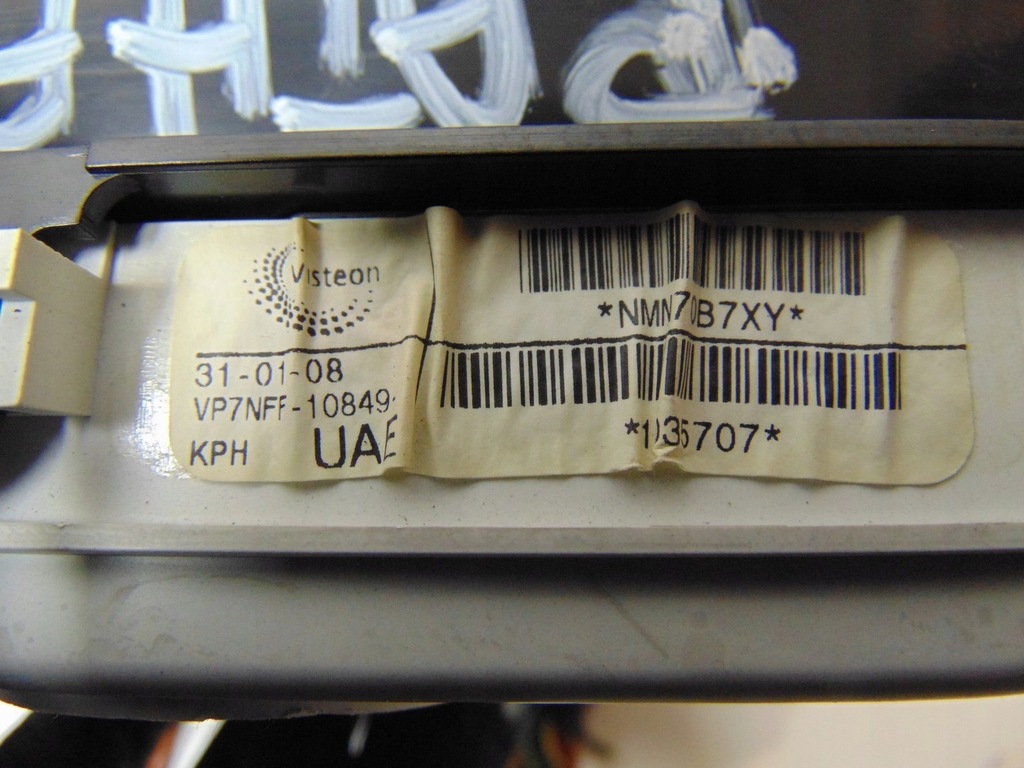 Visteon
*NMN70B7XY*
31-01-08
VP7NFF-10849-
KPH UAE
*1036707*